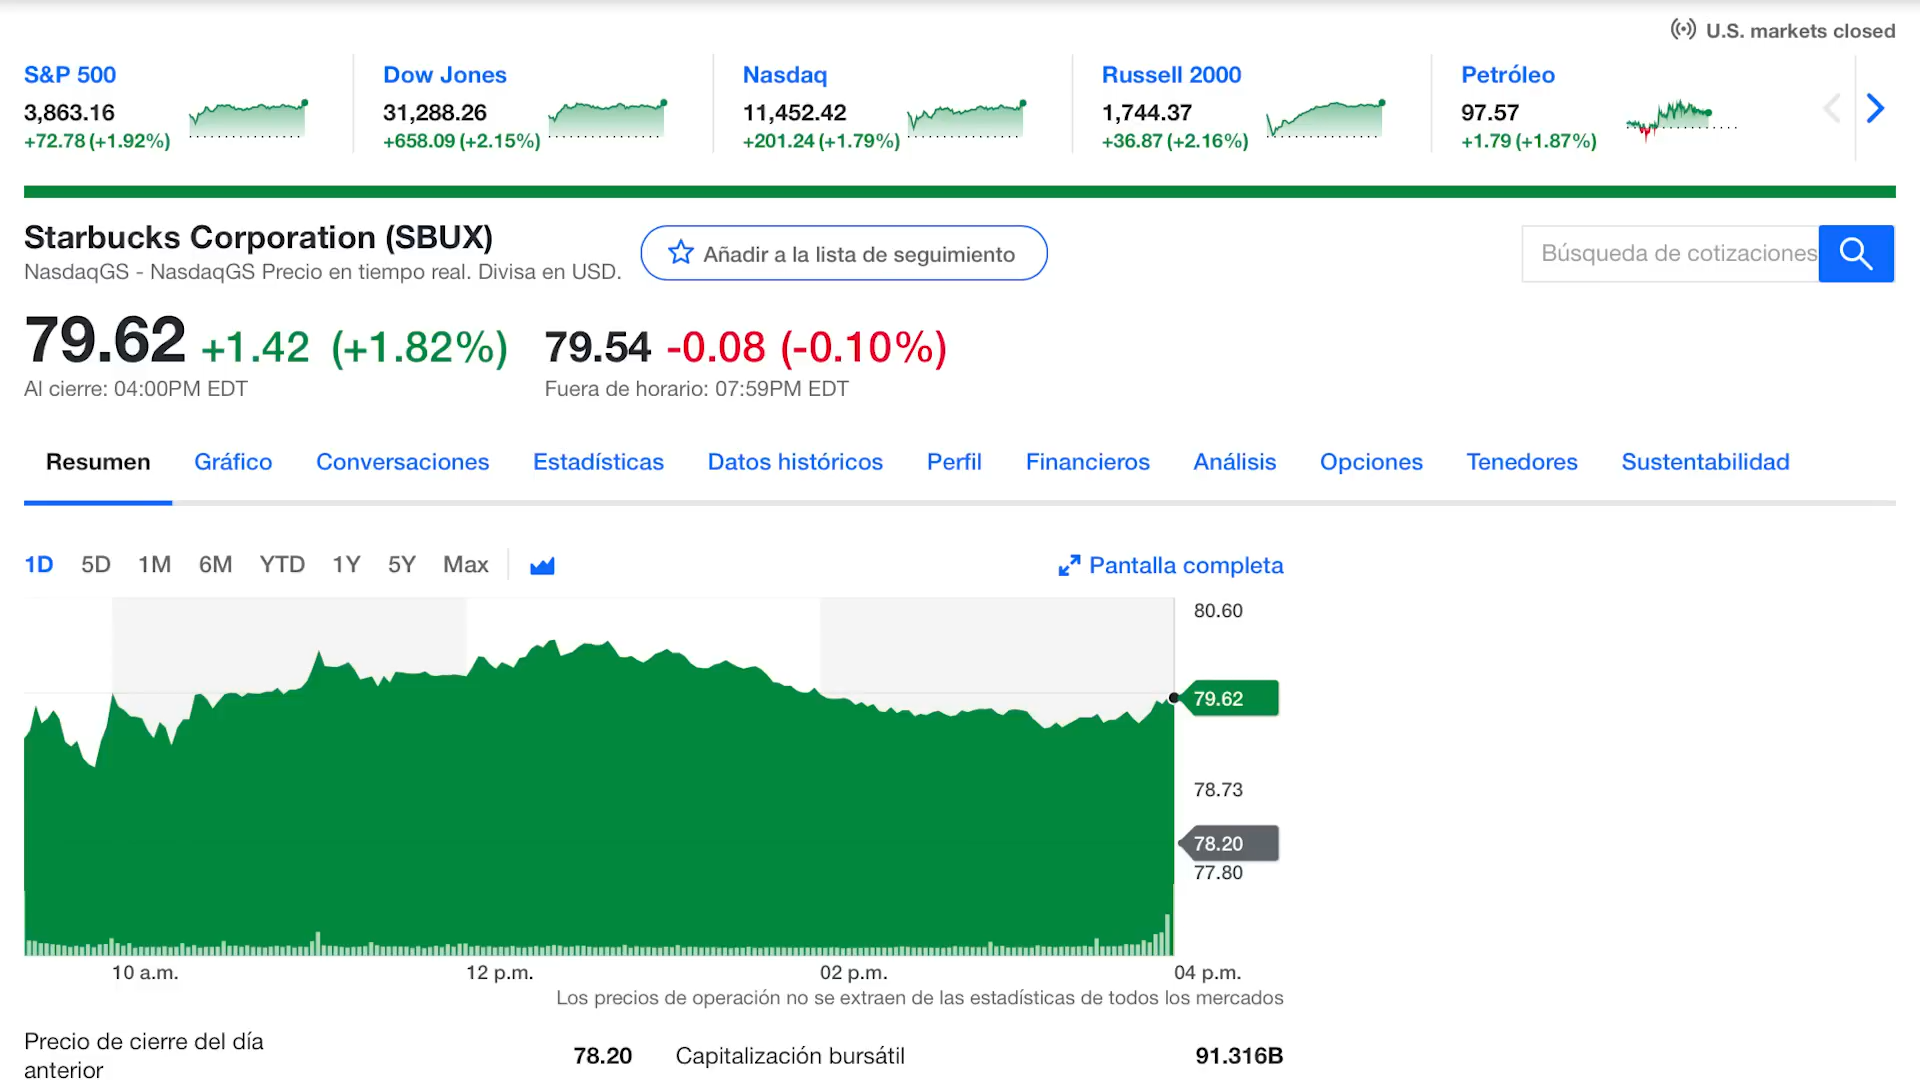 U.S. markets closed
S&P 500
3,863.16
+72.78 (+1.92%)
Dow Jones
31,288.26
+658.09 (+2.15%)
Nasdaq
11,452.42
+201.24 (+1.79%)
Russell 2000
1,744.37
+36.87 (+2.16%)
Petróleo
97.57
+1.79 (+1.87%)
Starbucks Corporation (SBUX)
NasdaqGS - NasdaqGS Precio en tiempo real. Divisa en USD.
Añadir a la lista de seguimiento
Búsqueda de cotizaciones
79.62 +1.42 (+1.82%)
Al cierre: 04:00PM EDT
79.54 -0.08 (-0.10%)
Fuera de horario: 07:59PM EDT
Resumen Gráfico Conversaciones Estadísticas Datos históricos Perfil Financieros Análisis Opciones Tenedores Sustentabilidad
1D 5D 1M 6M YTD 1Y 5Y Max Pantalla completa
80.60
79.62
78.73
78.20
77.80
10 a.m. 12 p.m. 02 p.m. 04 p.m.
Los precios de operación no se extraen de las estadísticas de todos los mercados
Precio de cierre del día
anterior
78.20
Capitalización bursátil 91.316B